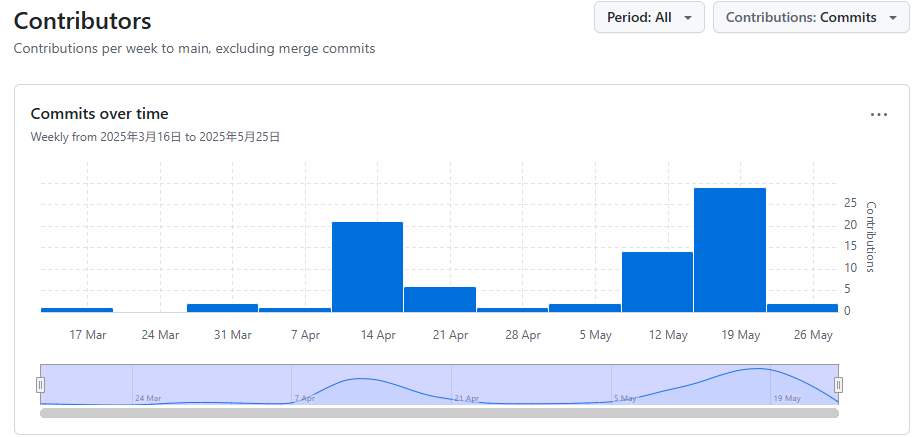 Contributors
Period: All
Contributions: Commits
Contributions per week to main, excluding merge commits
Commits over time
Weekly from 2025年3月16日 to 2025年5月25日
25
20
15
10
5
0
Contributions
17 Mar 24 Mar 31 Mar 7 Apr 14 Apr 21 Apr 28 Apr 5 May 12 May 19 May 26 May
24 Mar 7 Apr 21 Apr 5 May 19 May